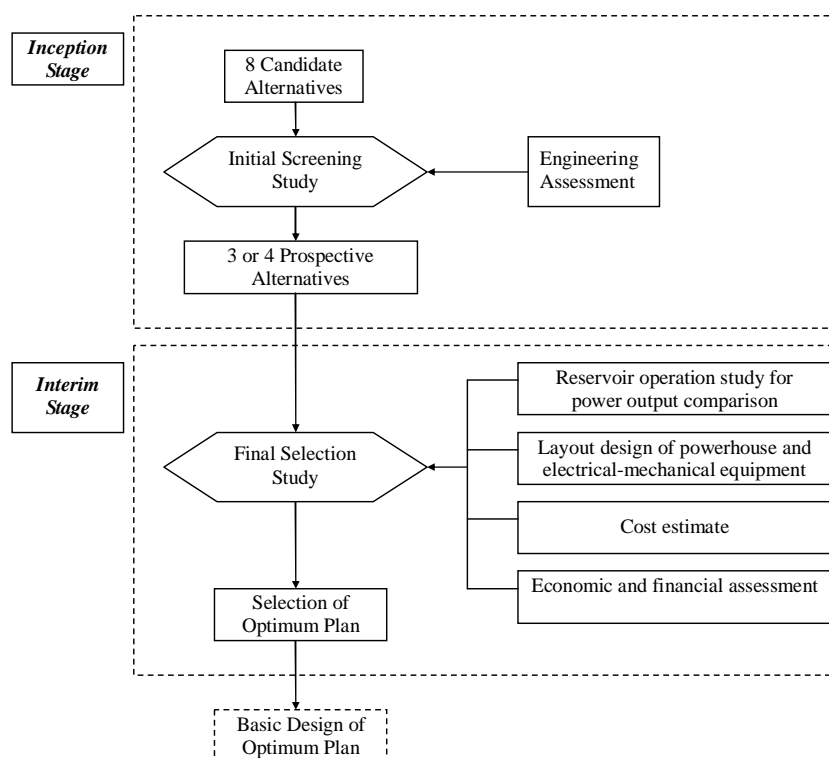 Inception
Stage
8 Candidate
Alternatives
Initial Screening
Study
Engineering
Assessment
3 or 4 Prospective
Alternatives
Interim
Stage
Reservoir operation study for
power output comparison
Final Selection
Study
Layout design of powerhouse and
electrical-mechanical equipment
Cost estimate
Economic and financial assessment
Selection of
Optimum Plan
Basic Design of
Optimum Plan